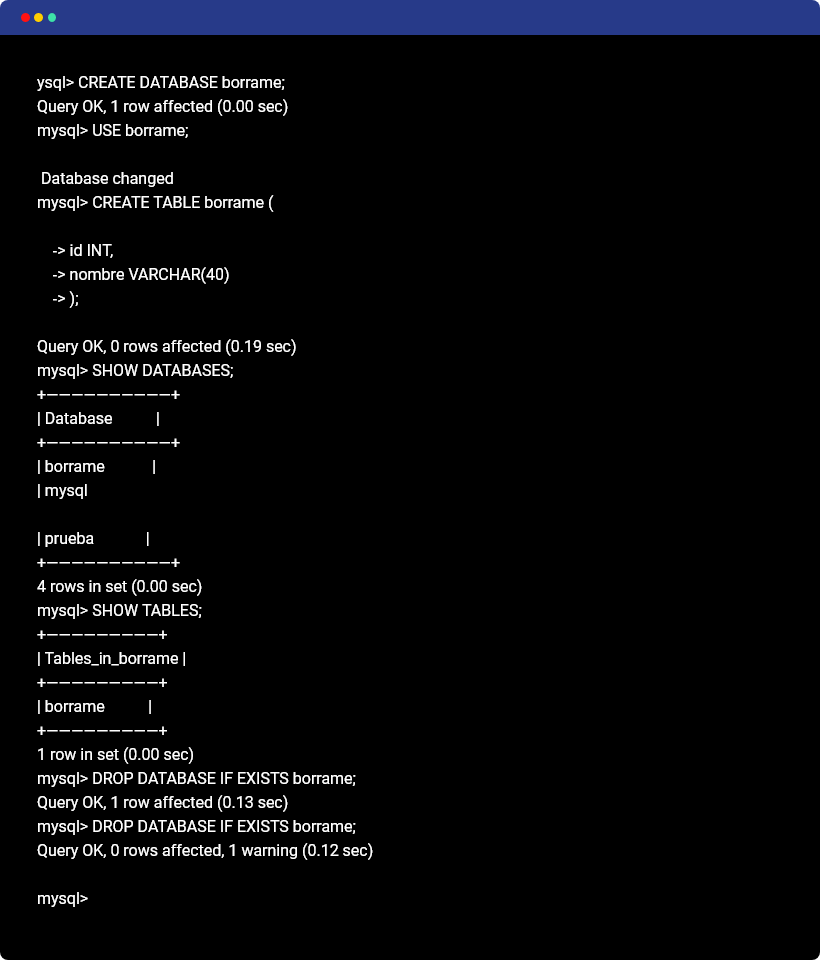 ysql> CREATE DATABASE borrame;
Query OK, 1 row affected (0.00 sec)
mysql> USE borrame;
Database changed
mysql> CREATE TABLE borrame (
-> id INT,
-> nombre VARCHAR(40)
-> );
Query OK, 0 rows affected (0.19 sec)
mysql> SHOW DATABASES;
+——————————+
| Database |
+——————————+
| borrame |
| mysql
| prueba |
+——————————+
4 rows in set (0.00 sec)
mysql> SHOW TABLES;
+—————————+
| Tables_in_borrame |
+—————————+
| borrame |
+—————————+
1 row in set (0.00 sec)
mysql> DROP DATABASE IF EXISTS borrame;
Query OK, 1 row affected (0.13 sec)
mysql> DROP DATABASE IF EXISTS borrame;
Query OK, 0 rows affected, 1 warning (0.12 sec)
mysql>